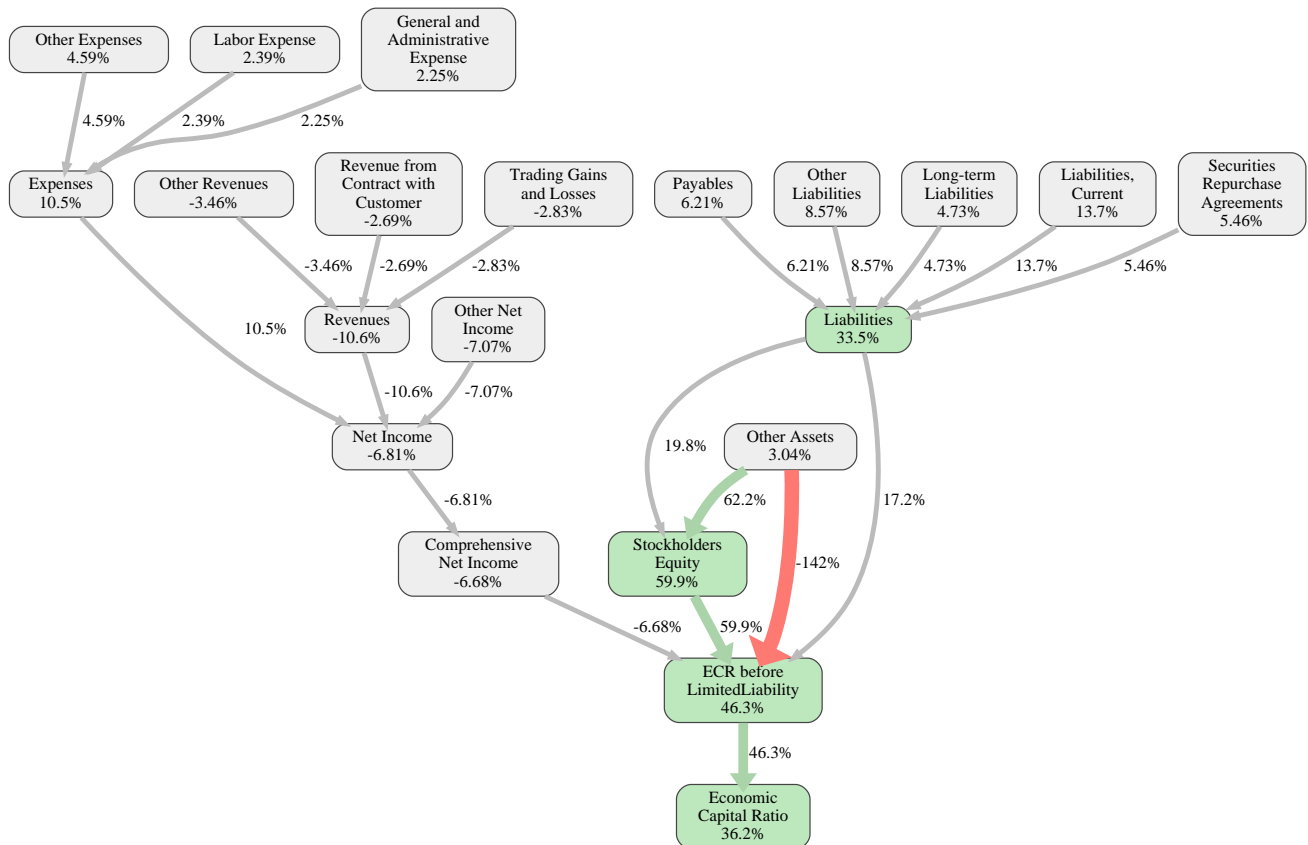 Other Expenses
4.59%
Labor Expense
2.39%
General and
Administrative
Expense
2.25%
4.59%
2.39%
2.25%
Expenses
10.5%
Other Revenues
-3.46%
Revenue from
Contract with
Customer
-2.69%
Trading Gains
and Losses
-2.83%
Payables
6.21%
Other
Liabilities
8.57%
Long-term
Liabilities
4.73%
Liabilities,
Current
13.7%
Securities
Repurchase
Agreements
5.46%
-3.46%
-2.69%
-2.83%
6.21%
8.57%
4.73%
13.7%
5.46%
10.5%
Revenues
-10.6%
Other Net
Income
-7.07%
Liabilities
33.5%
-10.6%
-7.07%
Net Income
-6.81%
19.8%
Other Assets
3.04%
-6.81%
62.2%
17.2%
Comprehensive
Net Income
-6.68%
Stockholders
Equity
59.9%
-142%
-6.68%
59.9%
ECR before
LimitedLiability
46.3%
46.3%
Economic
Capital Ratio
36.2%